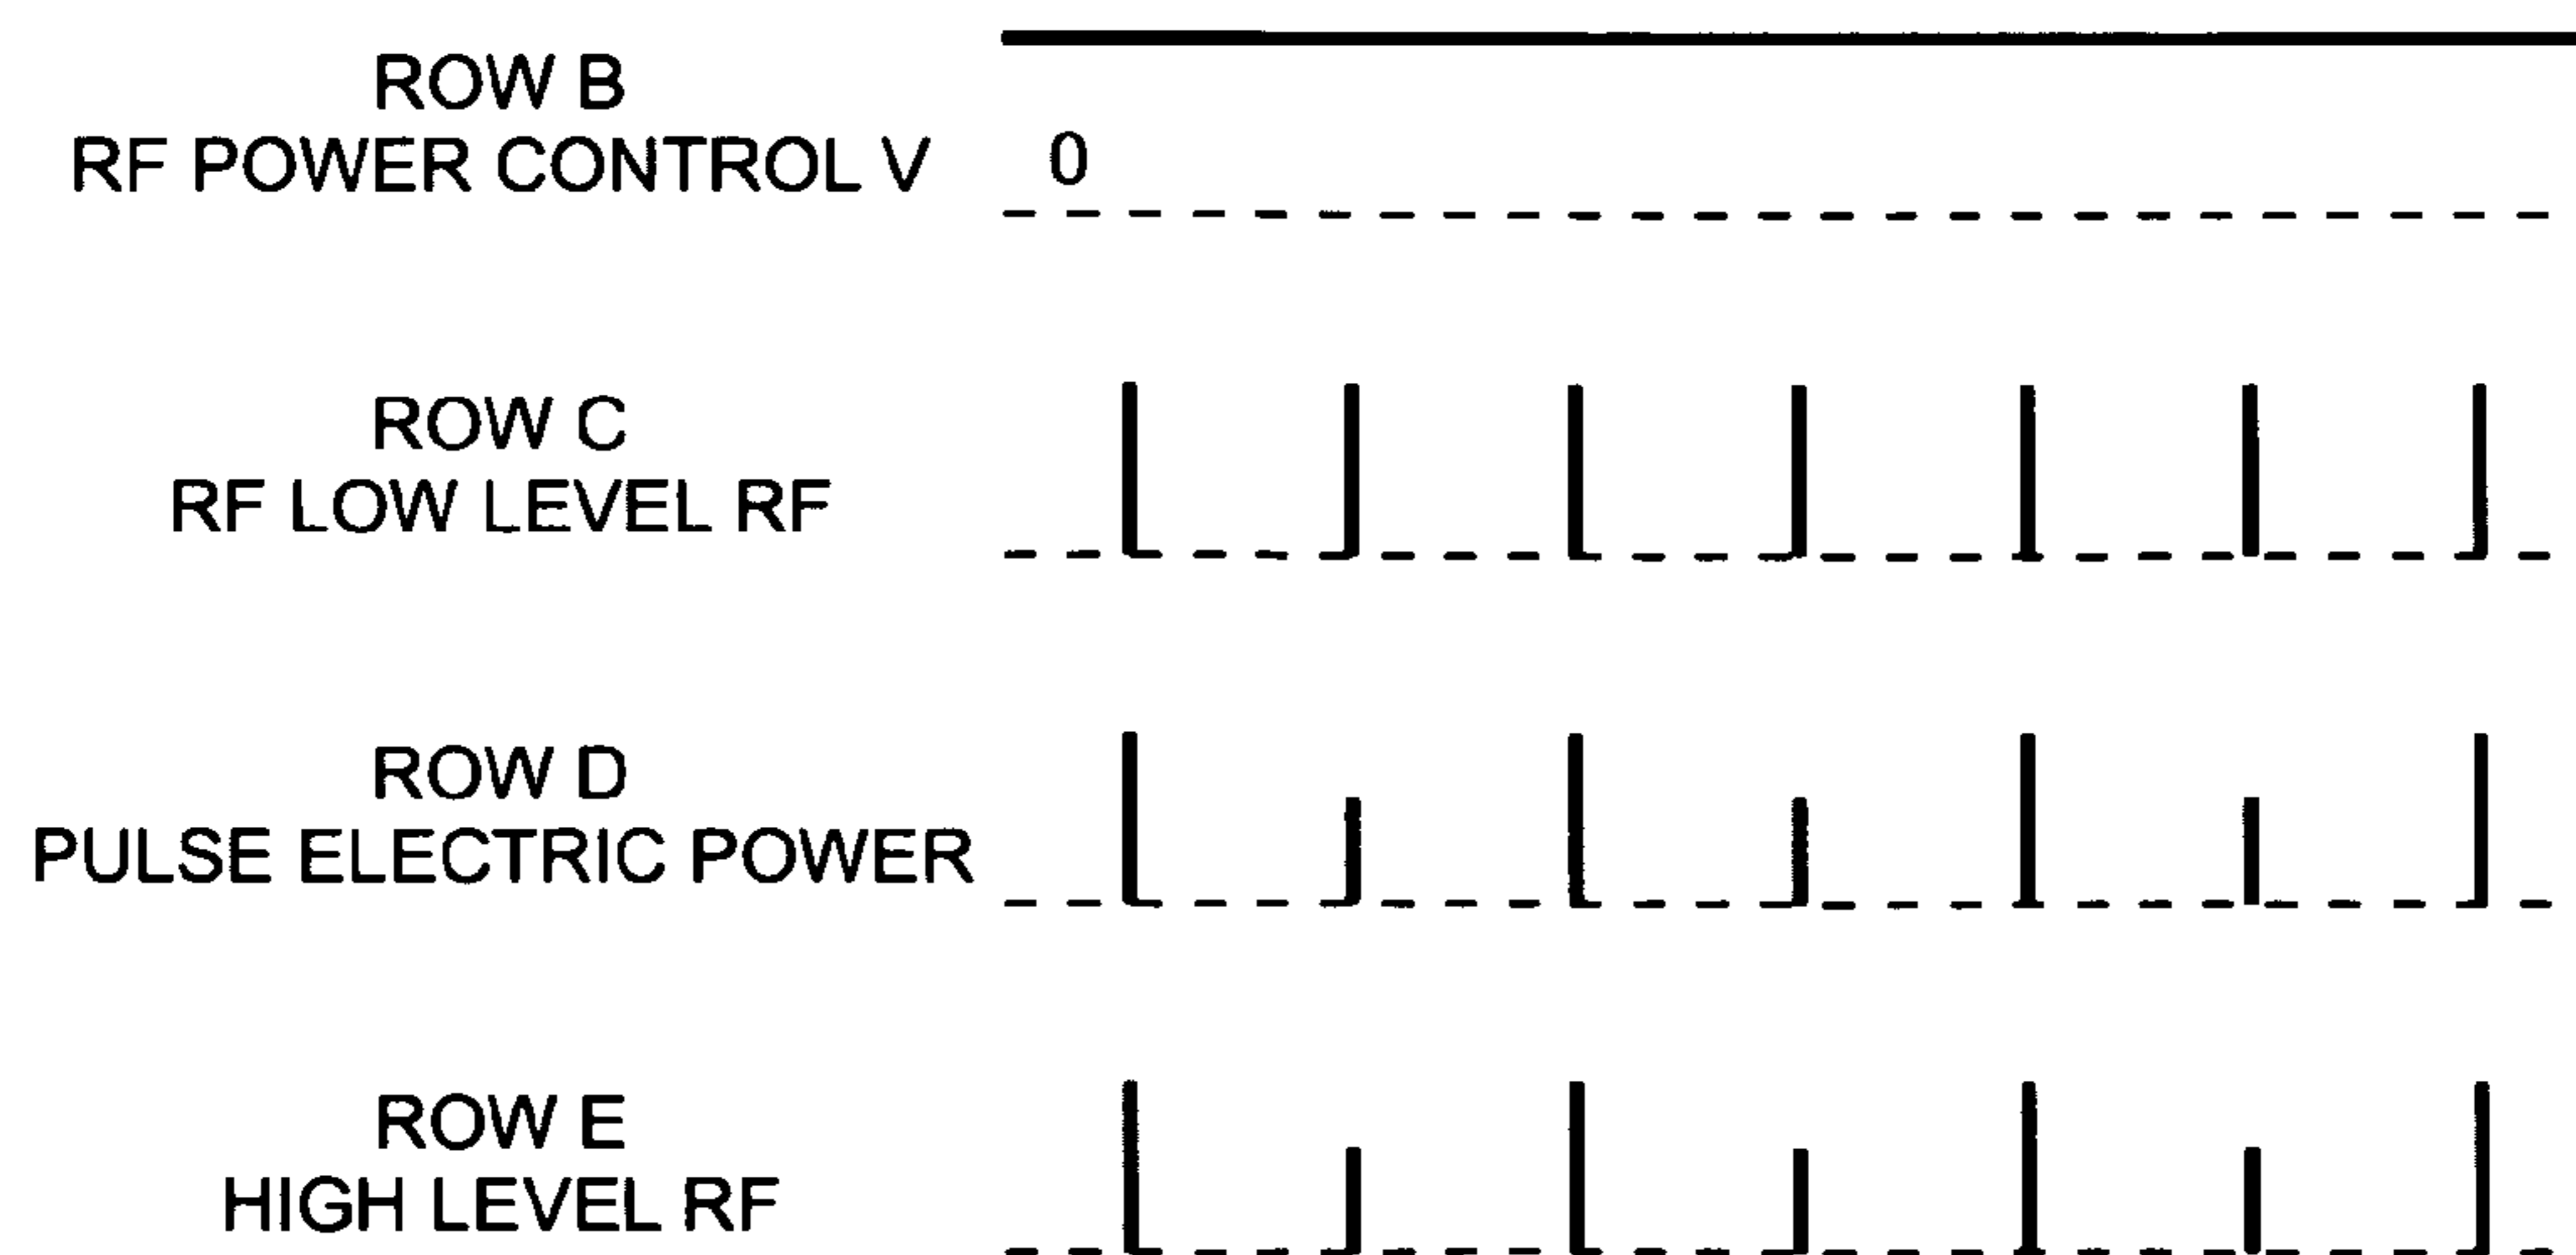 ROW B
RF POWER CONTROL V
0
ROW C
RF LOW LEVEL RF
ROW D
PULSE ELECTRIC POWER
ROW E
HIGH LEVEL RF